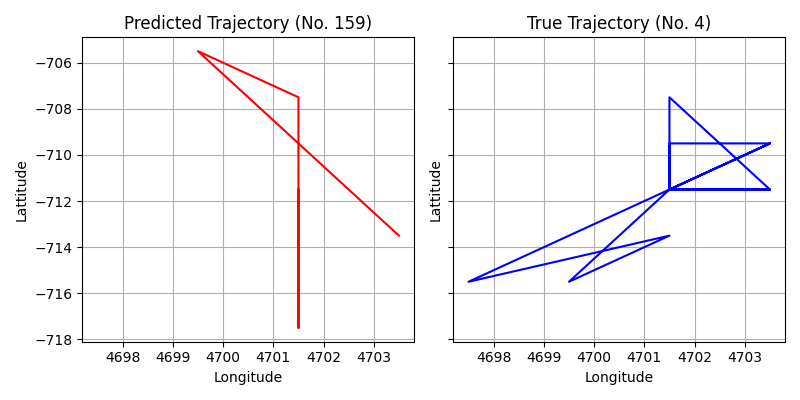 Predicted Trajectory (No. 159)
True Trajectory (No. 4)
−706
−708
−710
−712
−714
−716
−718
Lattitude
Lattitude
4698 4699 4700 4701 4702 4703
4698 4699 4700 4701 4702 4703
Longitude
Longitude